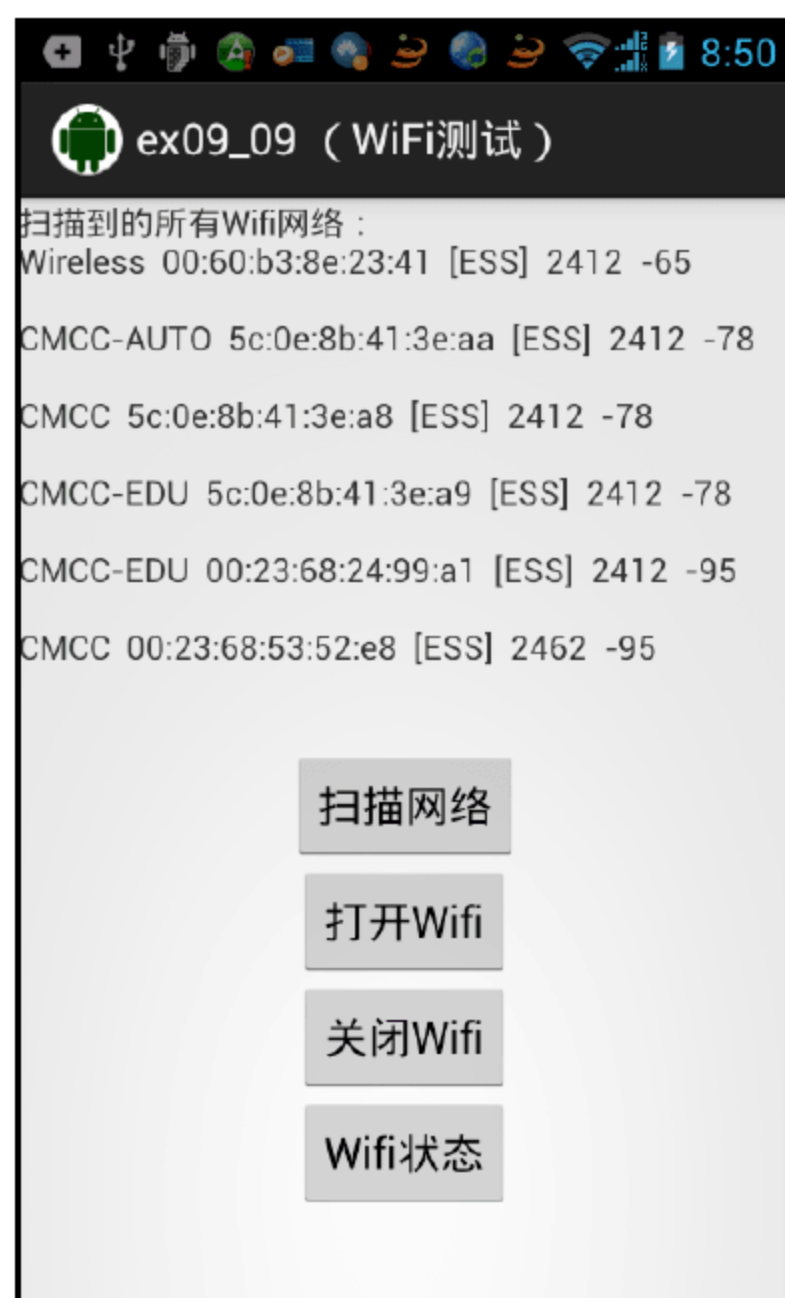 8:50
ex09_09（WiFi测试）
扫描到的所有Wifi网络：
Wireless 00:60:b3:8e:23:41 [ESS] 2412 -65
CMCC-AUTO 5c:0e:8b:41:3e:aa [ESS] 2412 -78
CMCC 5c:0e:8b:41:3e:a8 [ESS] 2412 -78
CMCC-EDU 5c:0e:8b:41:3e:a9 [ESS] 2412 -78
CMCC-EDU 00:23:68:24:99:a1 [ESS] 2412 -95
CMCC 00:23:68:53:52:e8 [ESS] 2462 -95
扫描网络
打开Wifi
关闭Wifi
Wifi状态